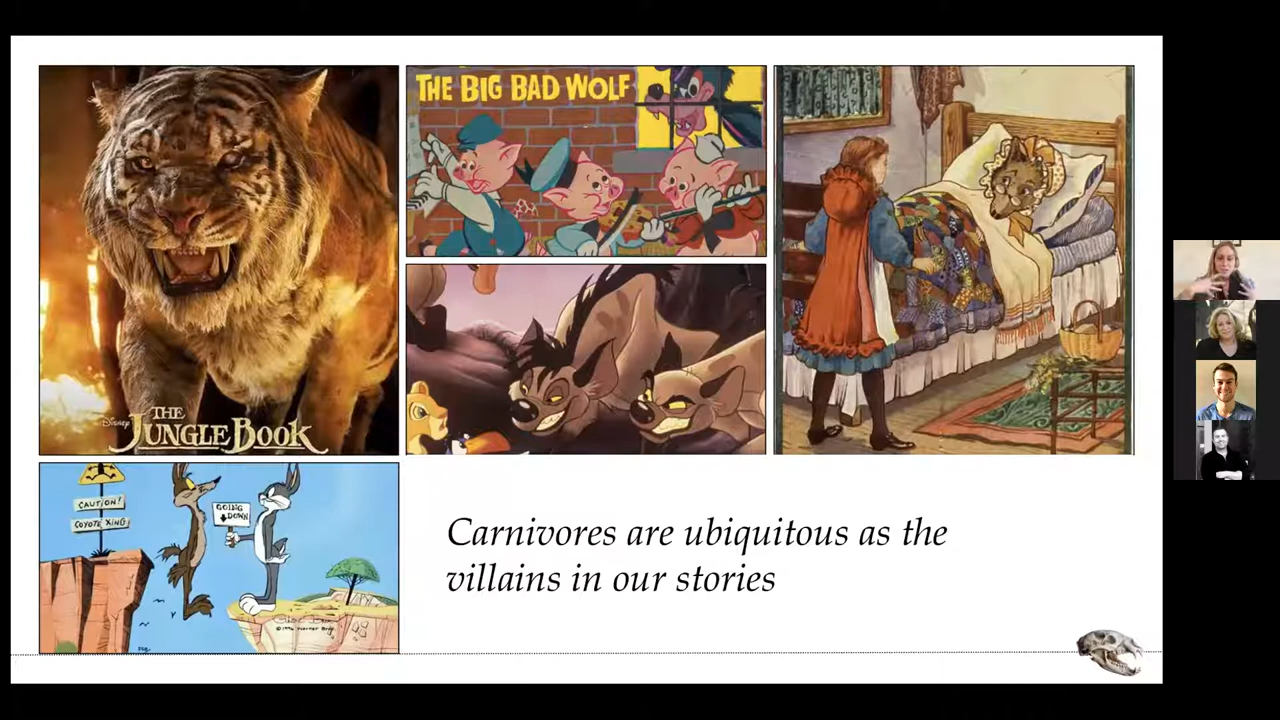 Disney
THE
JUNGLE BOOK
THE BIG BAD WOLF
CAUTION!
COYOTE XING
GOING
DOWN
Carnivores are ubiquitous as the
villains in our stories